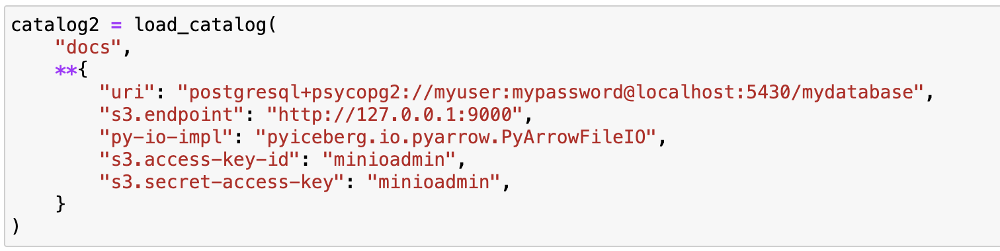 catalog2 = load_catalog(
    "docs",
    **{
        "uri": "postgresql+psycopg2://myuser:mypassword@localhost:5430/mydatabase",
        "s3.endpoint": "http://127.0.0.1:9000",
        "py-io-impl": "pyiceberg.io.pyarrow.PyArrowFileIO",
        "s3.access-key-id": "minioadmin",
        "s3.secret-access-key": "minioadmin",
    }
)